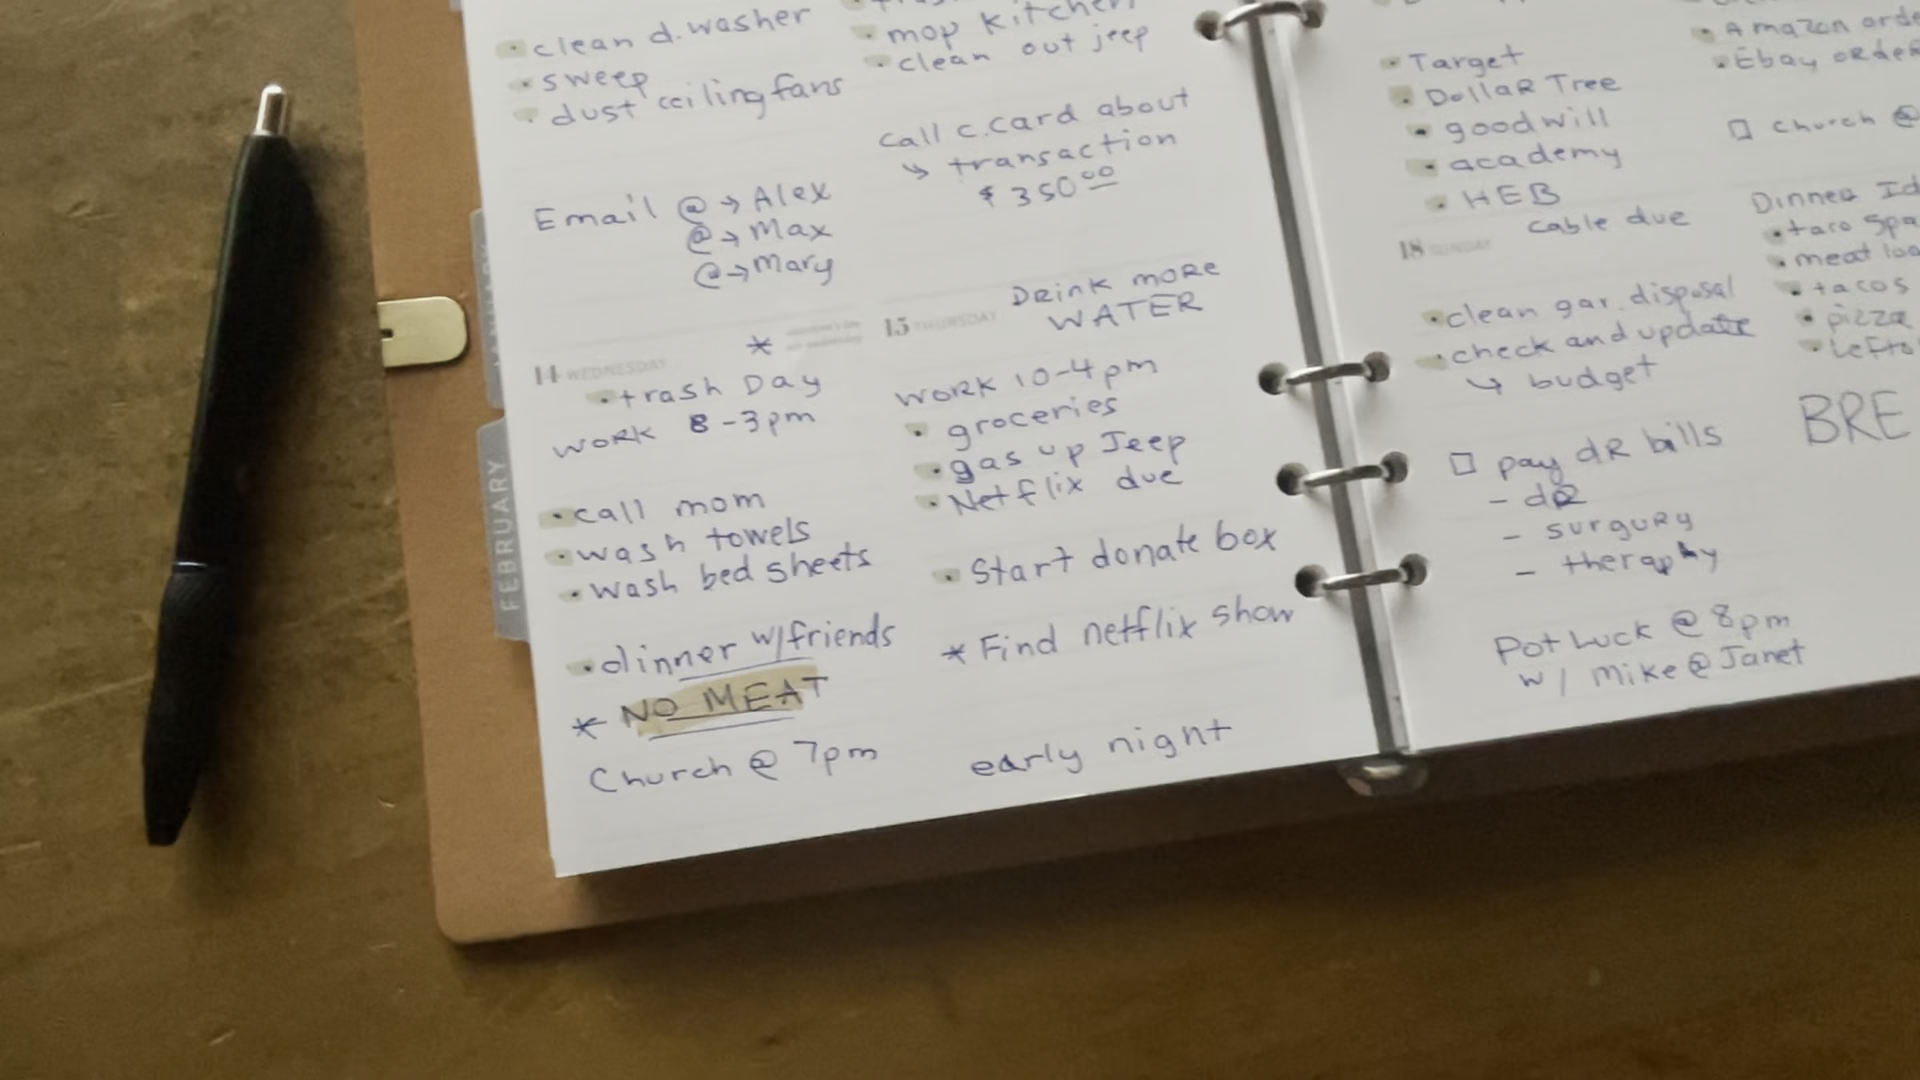 clean d.washer
• sweep
• dust ceiling fans
Email @ → Alex
@ → Max
@ → Mary
• mop kitchen
• clean out jeep
Call c.card about
↳ transaction
$ 350.00
FEBRUARY
14 WEDNESDAY
*
• trash Day
WORK 8-3pm
• call mom
• wash towels
• wash bed sheets
• dinner w/friends
* NO MEAT
Church @ 7pm
15 THURSDAY
Drink more
WATER
WORK 10-4pm
• groceries
• gas up Jeep
• Netflix due
• Start donate box
* Find netflix show
early night
• Target
• Dollar Tree
• goodwill
• academy
• HEB
cable due
18 SUNDAY
• clean gar. disposal
• check and update
↳ budget
☐ pay dR bills
- dR
- surgury
- theraphy
Pot Luck @ 8pm
w/ Mike @ Janet
• Amazon orde
• Ebay order
☐ church @
Dinner Id
• taco Spa
• meat loa
• tacos
• pizza
• Lefto
BRE